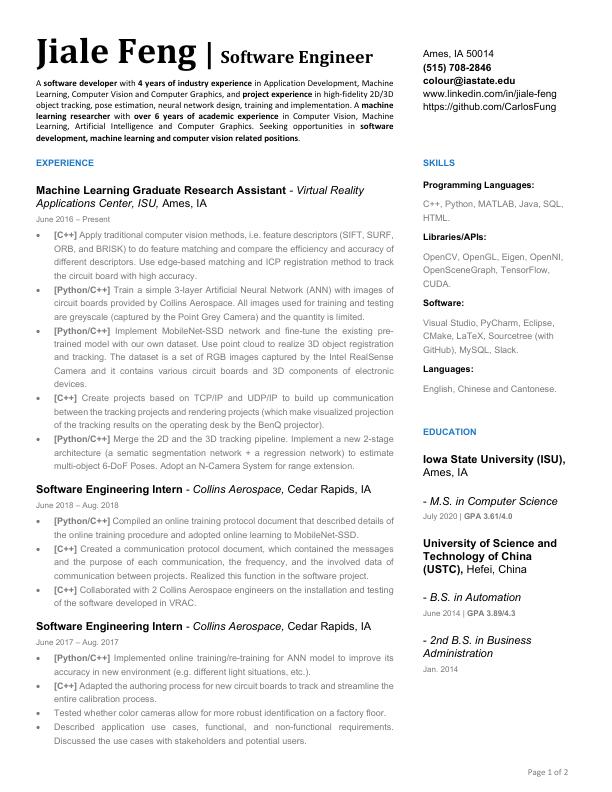 Jiale Feng | Software Engineer
A software developer with 4 years of industry experience in Application Development, Machine
Learning, Computer Vision and Computer Graphics, and project experience in high-fidelity 2D/3D
object tracking, pose estimation, neural network design, training and implementation. A machine
learning researcher with over 6 years of academic experience in Computer Vision, Machine
Learning, Artificial Intelligence and Computer Graphics. Seeking opportunities in software
development, machine learning and computer vision related positions.
Ames, IA 50014
(515) 708-2846
colour@iastate.edu
www.linkedin.com/in/jiale-feng
https://github.com/CarlosFung
EXPERIENCE
Machine Learning Graduate Research Assistant - Virtual Reality
Applications Center, ISU, Ames, IA
June 2016 – Present
• [C++] Apply traditional computer vision methods, i.e. feature descriptors (SIFT, SURF,
ORB, and BRISK) to do feature matching and compare the efficiency and accuracy of
different descriptors. Use edge-based matching and ICP registration method to track
the circuit board with high accuracy.
• [Python/C++] Train a simple 3-layer Artificial Neural Network (ANN) with images of
circuit boards provided by Collins Aerospace. All images used for training and testing
are greyscale (captured by the Point Grey Camera) and the quantity is limited.
• [Python/C++] Implement MobileNet-SSD network and fine-tune the existing pre-
trained model with our own dataset. Use point cloud to realize 3D object registration
and tracking. The dataset is a set of RGB images captured by the Intel RealSense
Camera and it contains various circuit boards and 3D components of electronic
devices.
• [C++] Create projects based on TCP/IP and UDP/IP to build up communication
between the tracking projects and rendering projects (which make visualized projection
of the tracking results on the operating desk by the BenQ projector).
• [Python/C++] Merge the 2D and the 3D tracking pipeline. Implement a new 2-stage
architecture (a sematic segmentation network + a regression network) to estimate
multi-object 6-DoF Poses. Adopt an N-Camera System for range extension.
Software Engineering Intern - Collins Aerospace, Cedar Rapids, IA
June 2018 – Aug. 2018
• [Python/C++] Compiled an online training protocol document that described details of
the online training procedure and adopted online learning to MobileNet-SSD.
• [C++] Created a communication protocol document, which contained the messages
and the purpose of each communication, the frequency, and the involved data of
communication between projects. Realized this function in the software project.
• [C++] Collaborated with 2 Collins Aerospace engineers on the installation and testing
of the software developed in VRAC.
Software Engineering Intern - Collins Aerospace, Cedar Rapids, IA
June 2017 – Aug. 2017
• [Python/C++] Implemented online training/re-training for ANN model to improve its
accuracy in new environment (e.g. different light situations, etc.).
• [C++] Adapted the authoring process for new circuit boards to track and streamline the
entire calibration process.
• Tested whether color cameras allow for more robust identification on a factory floor.
• Described application use cases, functional, and non-functional requirements.
Discussed the use cases with stakeholders and potential users.
SKILLS
Programming Languages:
C++, Python, MATLAB, Java, SQL,
HTML.
Libraries/APIs:
OpenCV, OpenGL, Eigen, OpenNI,
OpenSceneGraph, TensorFlow,
CUDA.
Software:
Visual Studio, PyCharm, Eclipse,
CMake, LaTeX, Sourcetree (with
GitHub), MySQL, Slack.
Languages:
English, Chinese and Cantonese.
EDUCATION
Iowa State University (ISU),
Ames, IA
- M.S. in Computer Science
July 2020 | GPA 3.61/4.0
University of Science and
Technology of China
(USTC), Hefei, China
- B.S. in Automation
June 2014 | GPA 3.89/4.3
- 2nd B.S. in Business
Administration
Jan. 2014
Page 1 of 2